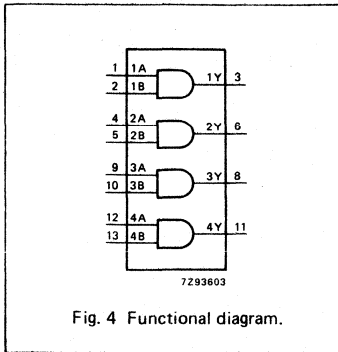 1 1A 1Y 3
2 1B
4 2A 2Y 6
5 2B
9 3A 3Y 8
10 3B
12 4A 4Y 11
13 4B
7Z93603
Fig. 4 Functional diagram.